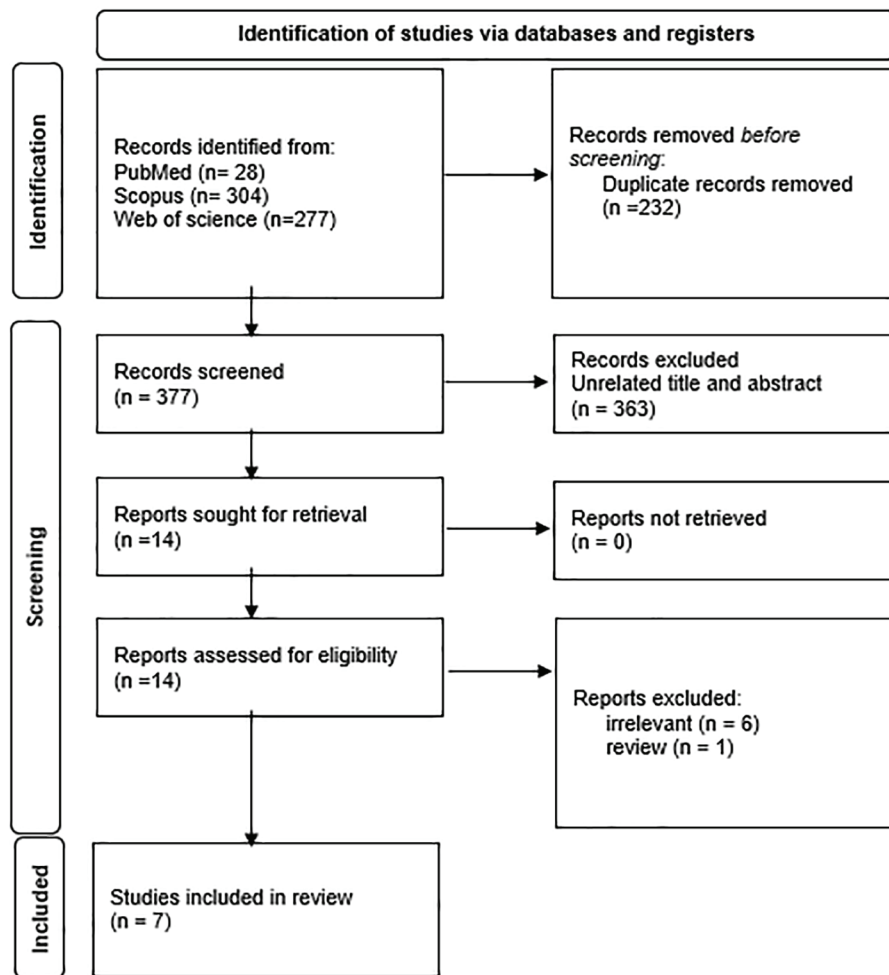 Identification of studies via databases and registers
Identification
Records identified from:
PubMed (n= 28)
Scopus (n= 304)
Web of science (n=277)
Records removed before
screening:
Duplicate records removed
(n =232)
Screening
Records screened
(n = 377)
Records excluded
Unrelated title and abstract
(n = 363)
Reports sought for retrieval
(n =14)
Reports not retrieved
(n = 0)
Reports assessed for eligibility
(n =14)
Reports excluded:
irrelevant (n = 6)
review (n = 1)
Included
Studies included in review
(n = 7)